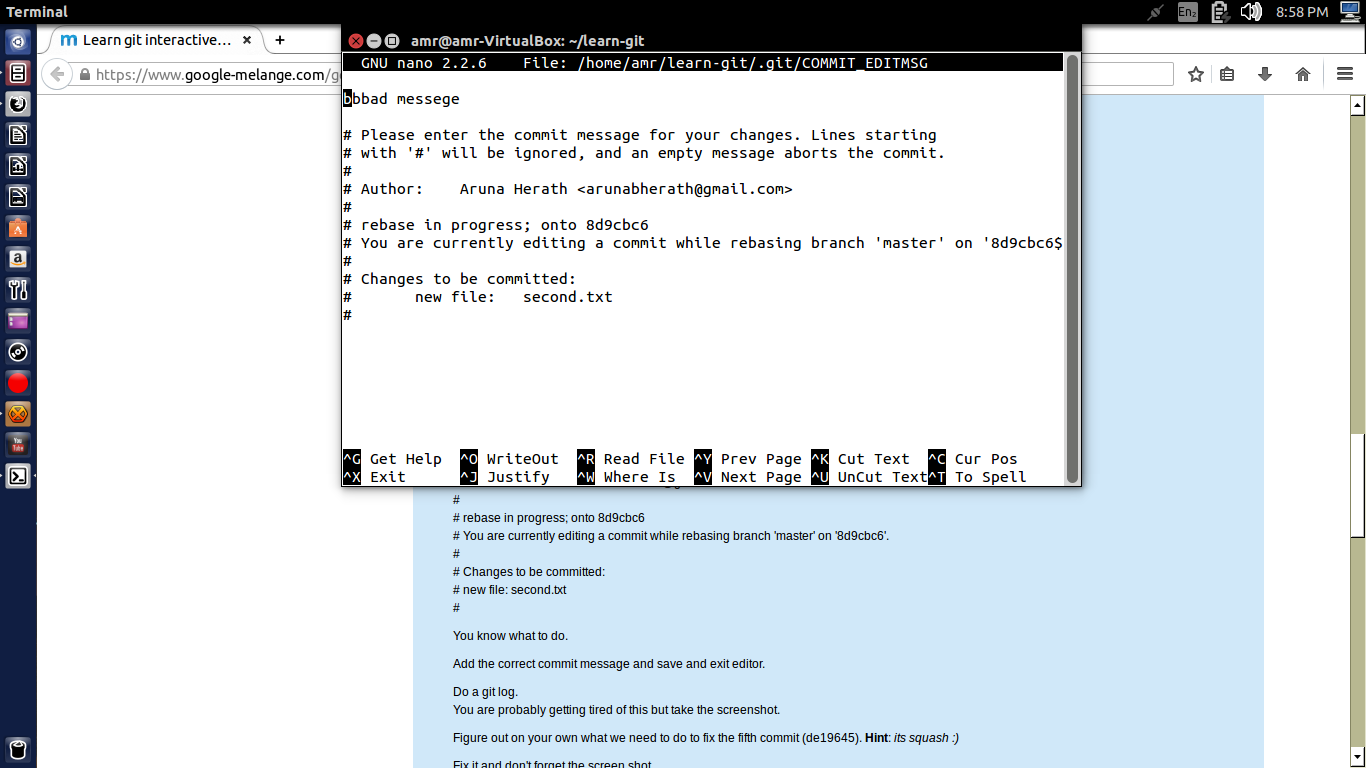 Terminal
En2
8:58 PM
Learn git interactive...
https://www.google-melange.com/g
amr@amr-VirtualBox: ~/learn-git
GNU nano 2.2.6    File: /home/amr/learn-git/.git/COMMIT_EDITMSG
bbbad messege
# Please enter the commit message for your changes. Lines starting
# with '#' will be ignored, and an empty message aborts the commit.
#
# Author:    Aruna Herath <arunabherath@gmail.com>
#
# rebase in progress; onto 8d9cbc6
# You are currently editing a commit while rebasing branch 'master' on '8d9cbc6$
#
# Changes to be committed:
#       new file:   second.txt
#
^G Get Help  ^O WriteOut  ^R Read File ^Y Prev Page ^K Cut Text  ^C Cur Pos
^X Exit      ^J Justify   ^W Where Is  ^V Next Page ^U UnCut Text^T To Spell
#
# rebase in progress; onto 8d9cbc6
# You are currently editing a commit while rebasing branch 'master' on '8d9cbc6'.
#
# Changes to be committed:
# new file: second.txt
#
You know what to do.
Add the correct commit message and save and exit editor.
Do a git log.
You are probably getting tired of this but take the screenshot.
Figure out on your own what we need to do to fix the fifth commit (de19645). Hint: its squash :)
Fix it and don't forget the screen shot